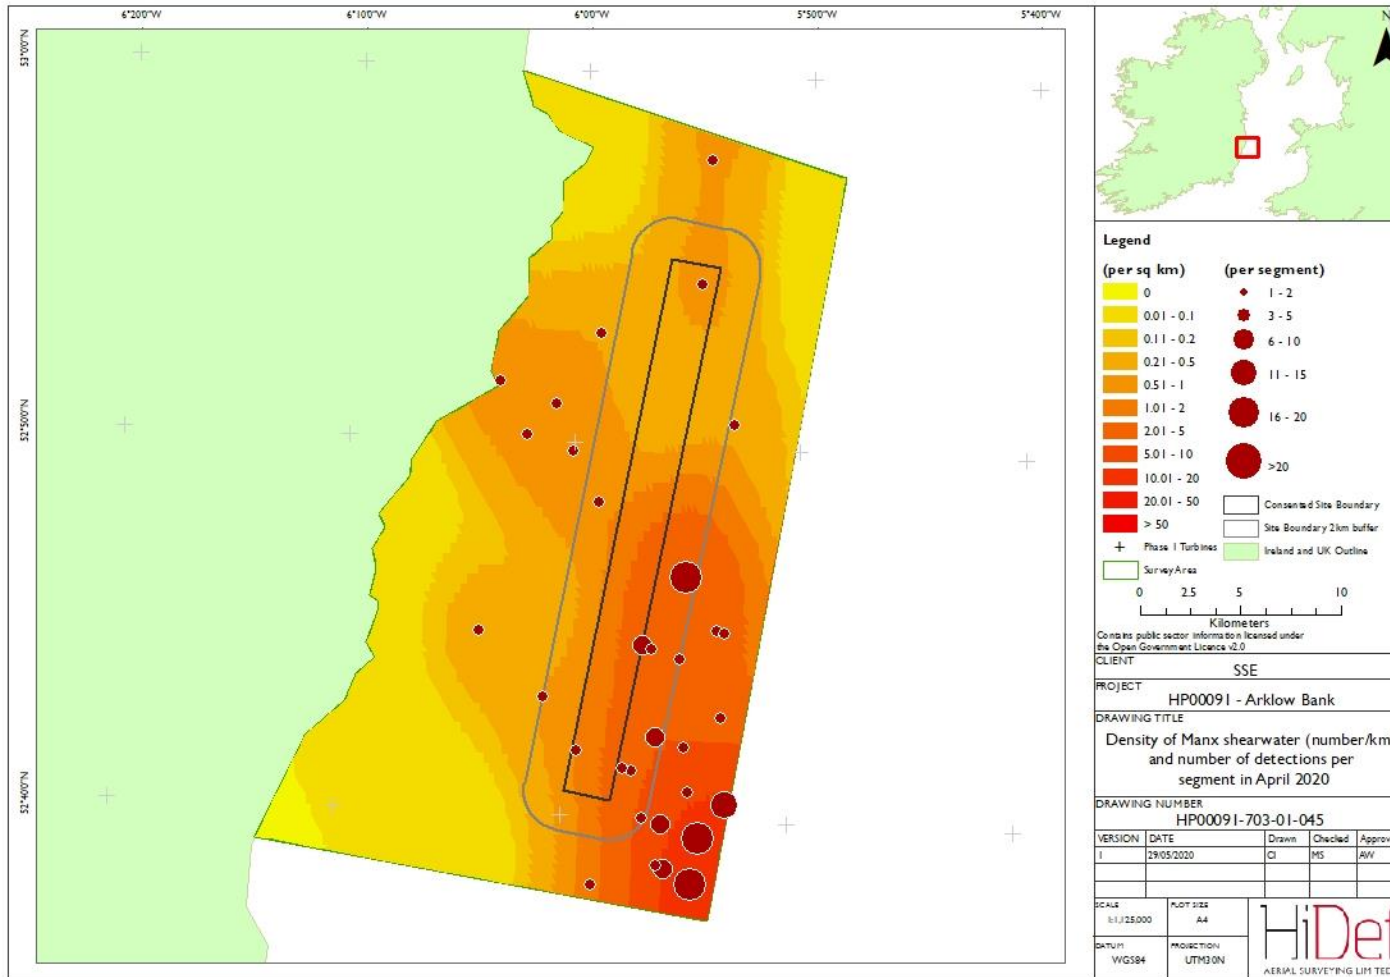 6°20'0"W 6°10'0"W 6°0'0"W 5°50'0"W 5°40'0"W
53°0'0"N
52°50'0"N
52°40'0"N
N
Legend
(per sq km) (per segment)
0 1 - 2
0.01 - 0.1 3 - 5
0.11 - 0.2 6 - 10
0.21 - 0.5
0.51 - 1 11 - 15
1.01 - 2 16 - 20
2.01 - 5
5.01 - 10 >20
10.01 - 20
20.01 - 50 Consented Site Boundary
> 50 Site Boundary 2km buffer
Phase 1 Turbines Ireland and UK Outline
Survey Area
0 2.5 5 10
Kilometers
Contains public sector information licensed under
the Open Government Licence v2.0
CLIENT
SSE
PROJECT
HP00091 - Arklow Bank
DRAWING TITLE
Density of Manx shearwater (number/km
and number of detections per
segment in April 2020
DRAWING NUMBER
HP00091-703-01-045
VERSION DATE Drawn Checked Approv
1 29/05/2020 CI MS AW
SCALE PLOT SIZE
1:1,125,000 A4
DATUM PROJECTION
WGS84 UTM30N
HiDef
AERIAL SURVEYING LIMITED